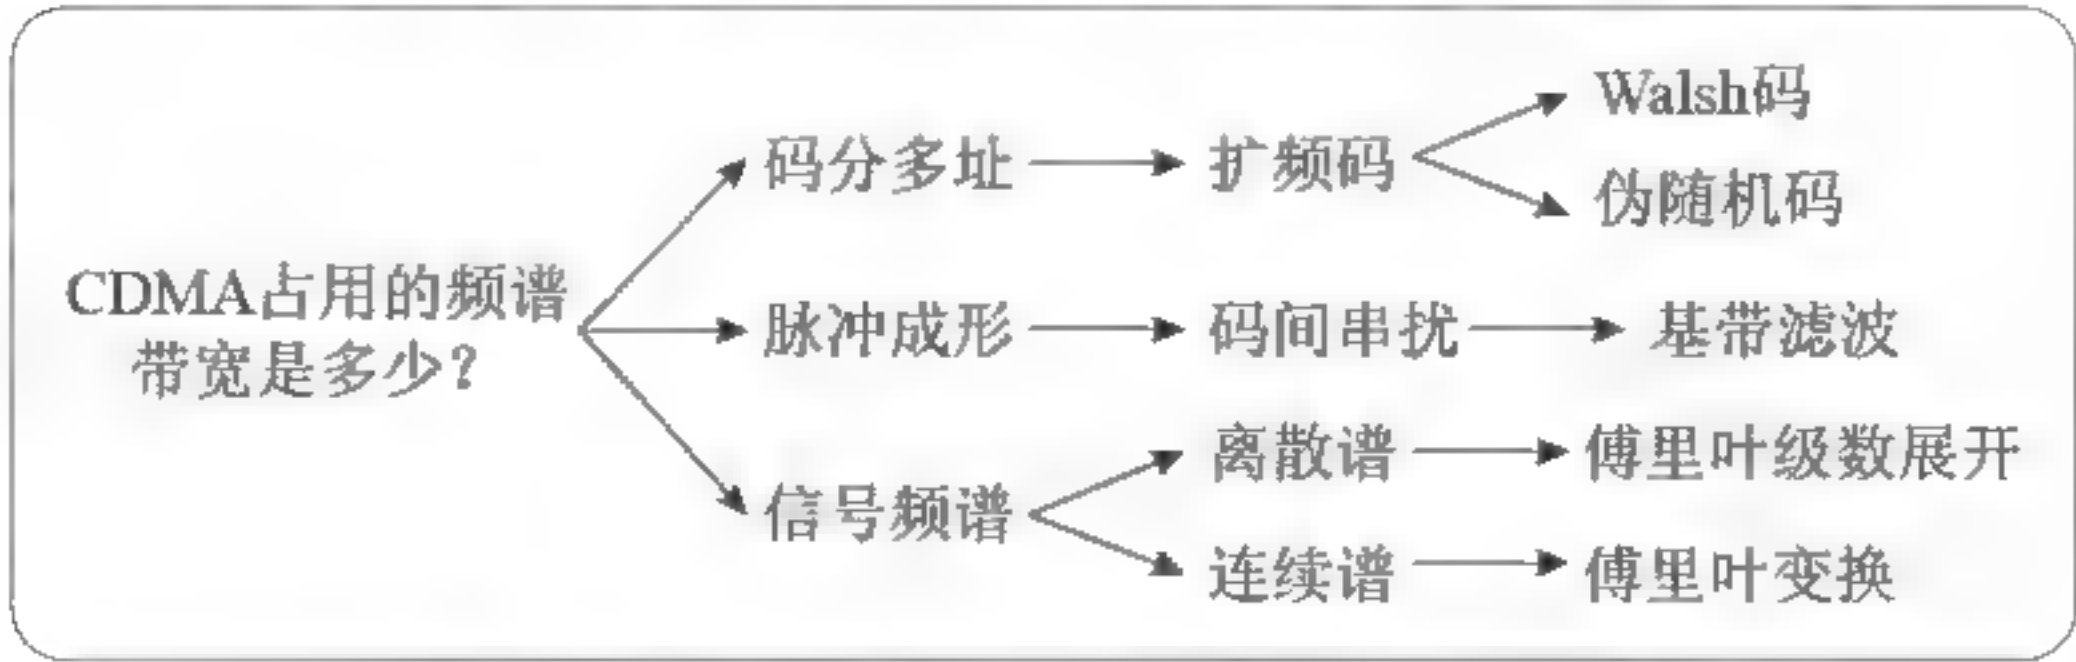 CDMA占用的频谱
带宽是多少?
码分多址
扩频码
Walsh码
伪随机码
脉冲成形
码间串扰
基带滤波
信号频谱
离散谱
傅里叶级数展开
连续谱
傅里叶变换